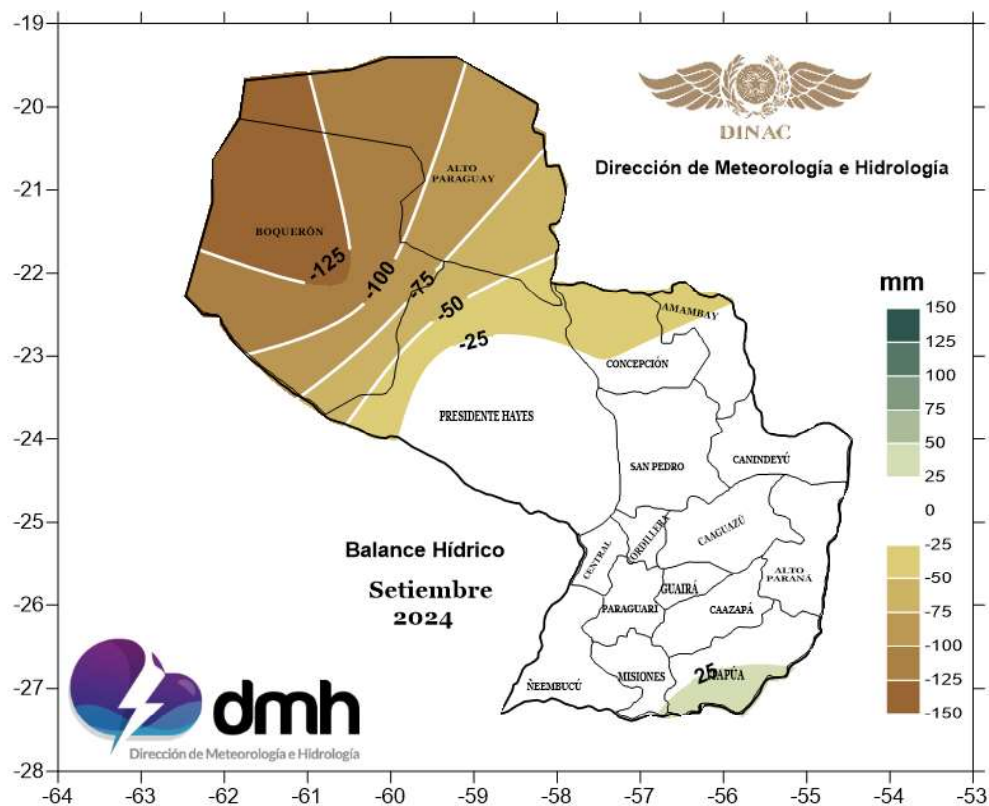 -19
-20
-21
-22
-23
-24
-25
-26
-27
-28
-64
-63
-62
-61
-60
-59
-58
-57
-56
-55
-54
-53
DINAC
Dirección de Meteorología e Hidrología
ALTO
PARAGUAY
BOQUERÓN
-125
-100
-75
-50
-25
AMAMBAY
CONCEPCIÓN
PRESIDENTE HAYES
SAN PEDRO
CANINDEYÚ
CAAGUAZÚ
CORDILLERA
CENTRAL
ALTO
PARANÁ
GUAIRÁ
PARAGUARI
CAAZAPÁ
MISIONES
ÑEEMBUCÚ
25
ITAPÚA
mm
150
125
100
75
50
25
0
-25
-50
-75
-100
-125
-150
Balance Hídrico
Setiembre
2024
dmh
Dirección de Meteorología e Hidrología